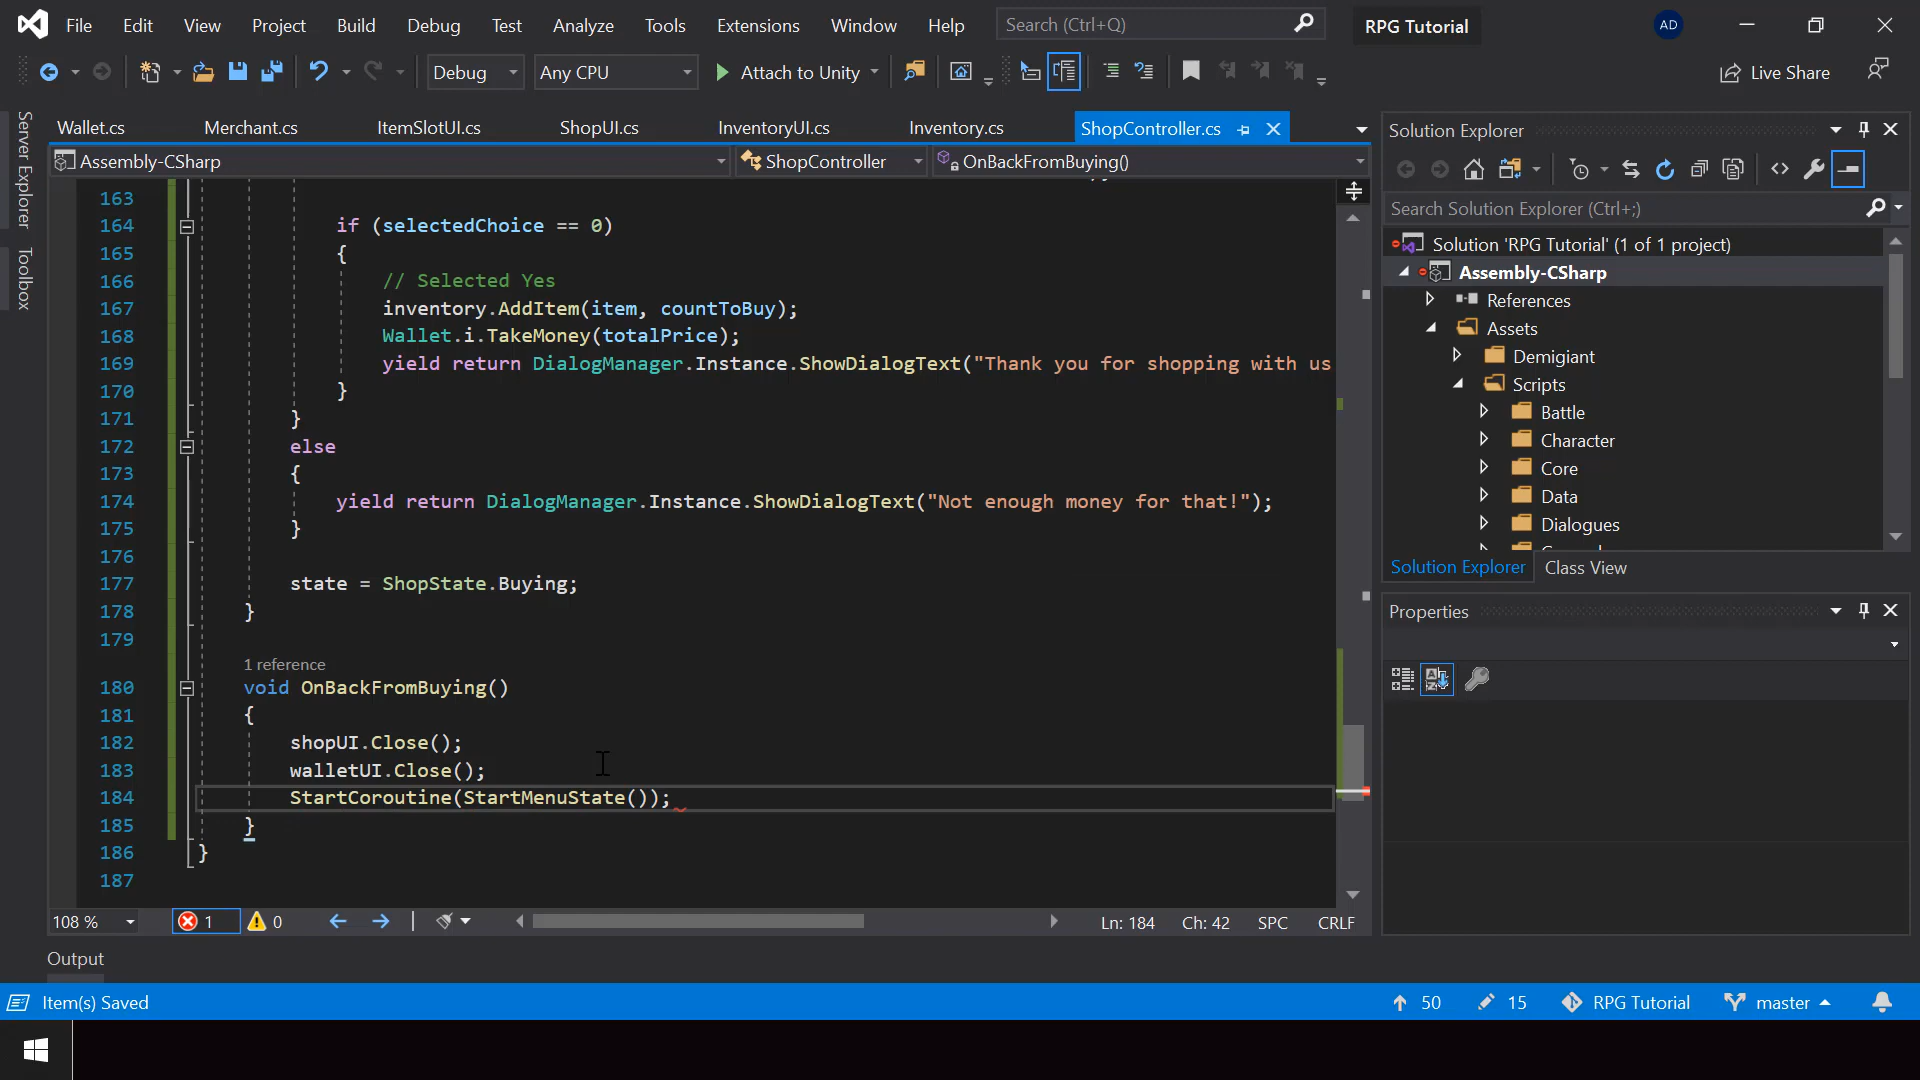 File Edit View Project Build Debug Test Analyze Tools Extensions Window Help Search (Ctrl+Q) RPG Tutorial AD
Debug Any CPU Attach to Unity Live Share
Server Explorer
Toolbox
Wallet.cs Merchant.cs ItemSlotUI.cs ShopUI.cs InventoryUI.cs Inventory.cs ShopController.cs
Assembly-CSharp ShopController OnBackFromBuying()
163
164 if (selectedChoice == 0)
165 {
166 // Selected Yes
167 inventory.AddItem(item, countToBuy);
168 Wallet.i.TakeMoney(totalPrice);
169 yield return DialogManager.Instance.ShowDialogText("Thank you for shopping with us
170 }
171 }
172 else
173 {
174 yield return DialogManager.Instance.ShowDialogText("Not enough money for that!");
175 }
176
177 state = ShopState.Buying;
178 }
179
1 reference
180 void OnBackFromBuying()
181 {
182 shopUI.Close();
183 walletUI.Close();
184 StartCoroutine(StartMenuState());
185 }
186 }
187
108 % 1 0 Ln: 184 Ch: 42 SPC CRLF
Output
Solution Explorer
Search Solution Explorer (Ctrl+;)
Solution 'RPG Tutorial' (1 of 1 project)
Assembly-CSharp
References
Assets
Demigiant
Scripts
Battle
Character
Core
Data
Dialogues
Solution Explorer Class View
Properties
Item(s) Saved 50 15 RPG Tutorial master